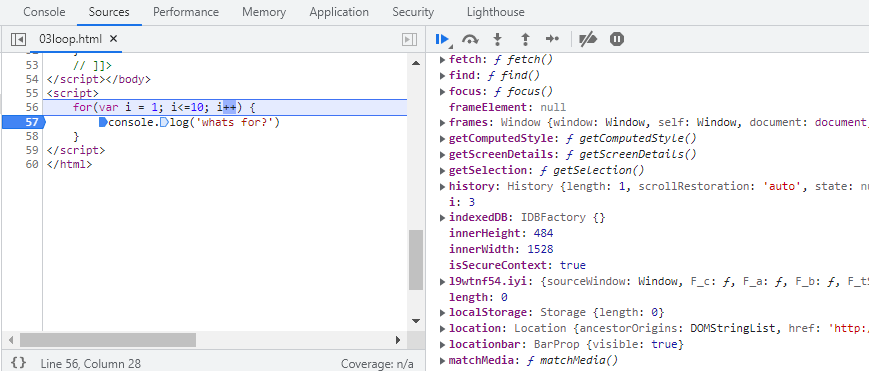 Console Sources Performance Memory Application Security Lighthouse
03loop.html ×
53 // ]]>
54 </script></body>
55 <script>
56 for(var i = 1; i<=10; i++) {
57 console.log('whats for?')
58 }
59 </script>
60 </html>
{} Line 56, Column 28 Coverage: n/a
fetch: ƒ fetch()
find: ƒ find()
focus: ƒ focus()
frameElement: null
frames: Window {window: Window, self: Window, document: document,
getComputedStyle: ƒ getComputedStyle()
getScreenDetails: ƒ getScreenDetails()
getSelection: ƒ getSelection()
history: History {length: 1, scrollRestoration: 'auto', state: nu
i: 3
indexedDB: IDBFactory {}
innerHeight: 484
innerWidth: 1528
isSecureContext: true
l9wtnf54.iyi: {sourceWindow: Window, F_c: ƒ, F_a: ƒ, F_b: ƒ, F_tS
length: 0
localStorage: Storage {length: 0}
location: Location {ancestorOrigins: DOMStringList, href: 'http:
locationbar: BarProp {visible: true}
matchMedia: ƒ matchMedia()